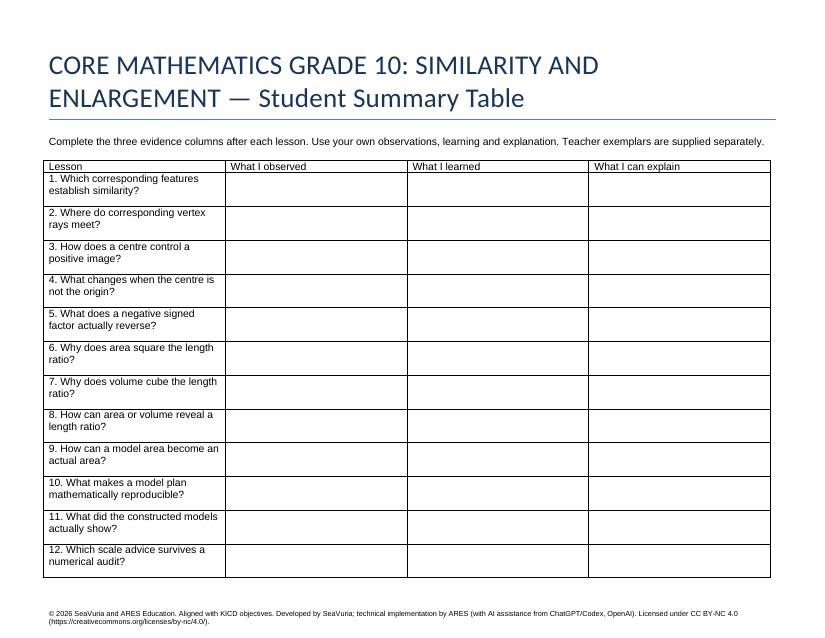 CORE MATHEMATICS GRADE 10: SIMILARITY AND
ENLARGEMENT — Student Summary Table
Complete the three evidence columns after each lesson. Use your own observations, learning and explanation. Teacher exemplars are supplied separately.
Lesson What I observed What I learned What I can explain
1. Which corresponding features
establish similarity?
2. Where do corresponding vertex
rays meet?
3. How does a centre control a
positive image?
4. What changes when the centre is
not the origin?
5. What does a negative signed
factor actually reverse?
6. Why does area square the length
ratio?
7. Why does volume cube the length
ratio?
8. How can area or volume reveal a
length ratio?
9. How can a model area become an
actual area?
10. What makes a model plan
mathematically reproducible?
11. What did the constructed models
actually show?
12. Which scale advice survives a
numerical audit?
© 2026 SeaVuria and ARES Education. Aligned with KICD objectives. Developed by SeaVuria; technical implementation by ARES (with AI assistance from ChatGPT/Codex, OpenAI). Licensed under CC BY-NC 4.0
(https://creativecommons.org/licenses/by-nc/4.0/).